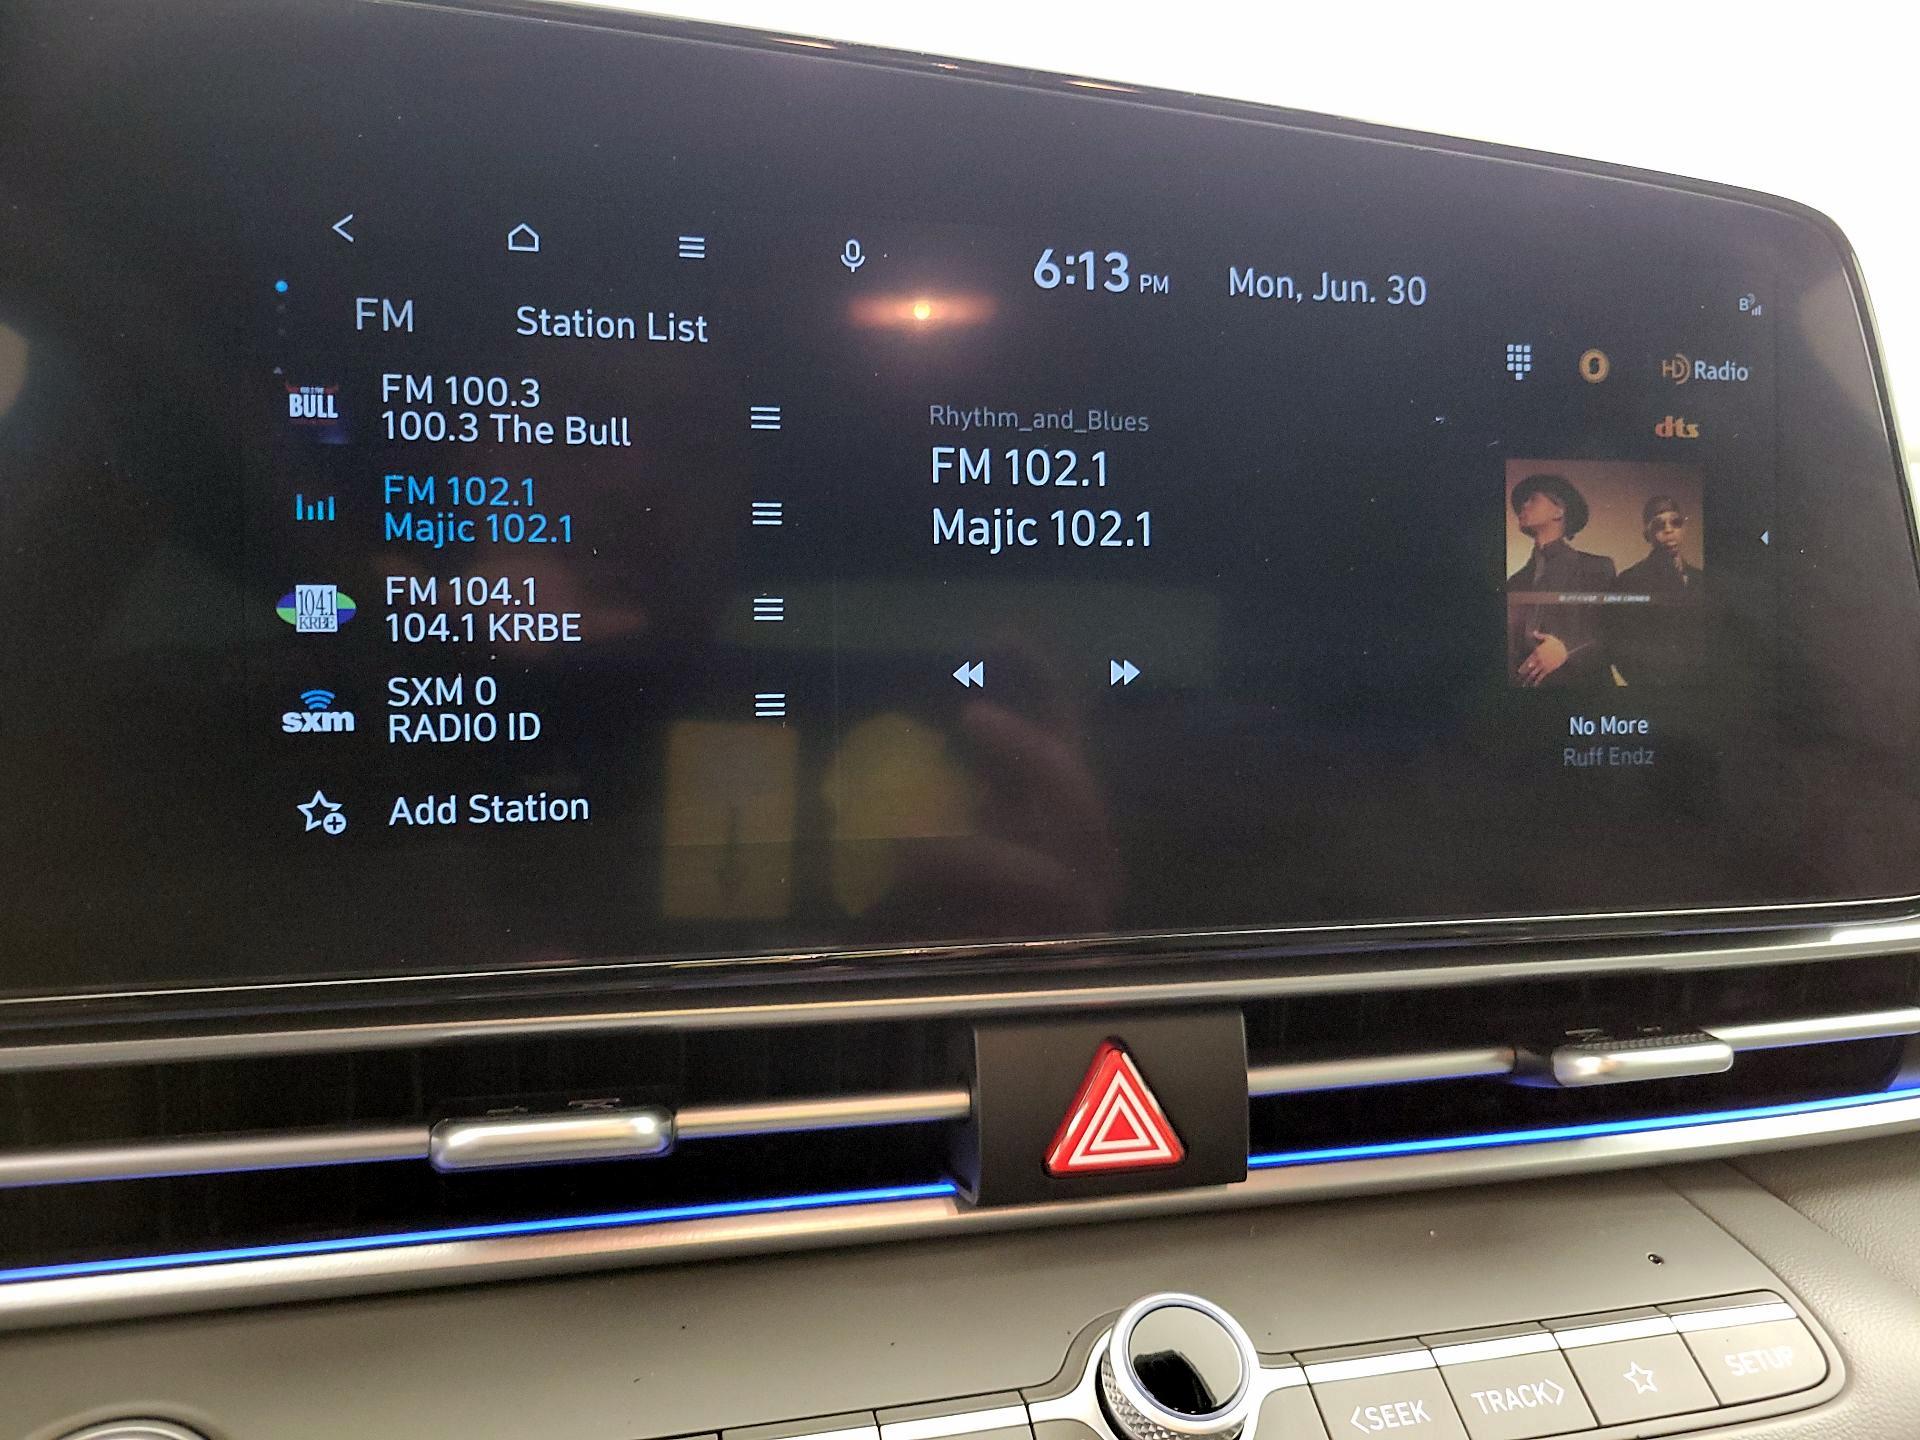 6:13 PM
Mon, Jun. 30
B
FM
Station List
HD Radio
dts
BULL
FM 100.3
100.3 The Bull
FM 102.1
Majic 102.1
104.1
KRBE
FM 104.1
104.1 KRBE
sxm
SXM 0
RADIO ID
Add Station
Rhythm_and_Blues
FM 102.1
Majic 102.1
No More
Ruff Endz
<SEEK
TRACK>
SETUP